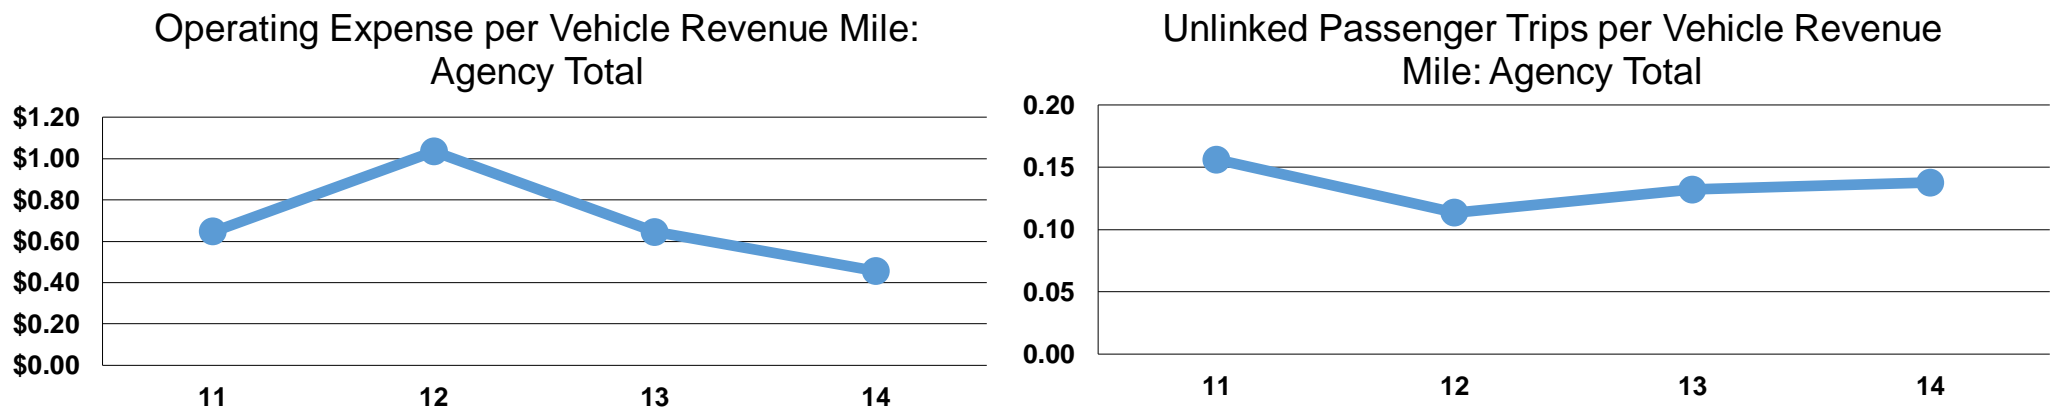 Operating Expense per Vehicle Revenue Mile:
Agency Total
$1.20
$1.00
$0.80
$0.60
$0.40
$0.20
$0.00
11 12 13 14
Unlinked Passenger Trips per Vehicle Revenue
Mile: Agency Total
0.20
0.15
0.10
0.05
0.00
11 12 13 14